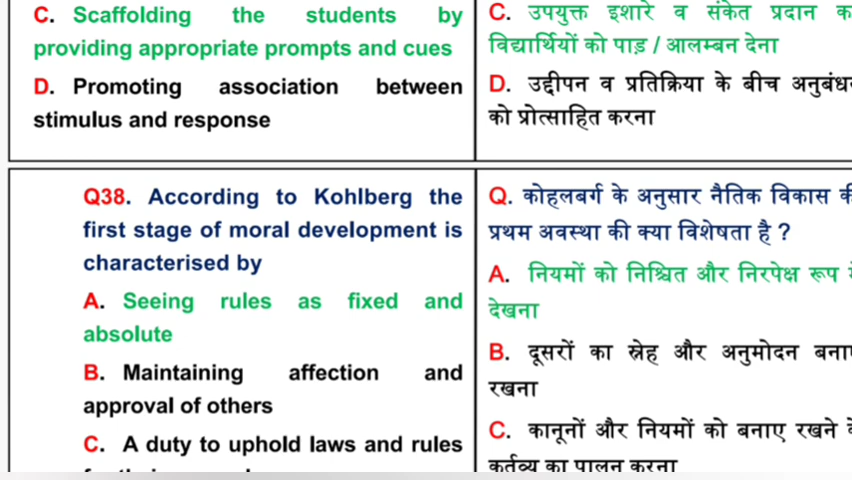 C. Scaffolding the students by
providing appropriate prompts and cues
D. Promoting association between
stimulus and response
C. उपयुक्त इशारे व संकेत प्रदान
विद्यार्थियों को पाड़ / आलम्बन देना
D. उद्दीपन व प्रतिक्रिया के बीच
को प्रोत्साहित करना
Q38. According to Kohlberg the
first stage of moral development is
characterised by
A. Seeing rules as fixed and
absolute
B. Maintaining affection and
approval of others
C. A duty to uphold laws and rules
Q. कोहलबर्ग के अनुसार नैतिक विकास
प्रथम अवस्था की क्या विशेषता है ?
A. नियमों को निश्चित और निरपेक्ष रूप
देखना
B. दूसरों का स्नेह और अनुमोदन
रखना
C. कानूनों और नियमों को बनाए रखने
कर्तव्य का पालन करना